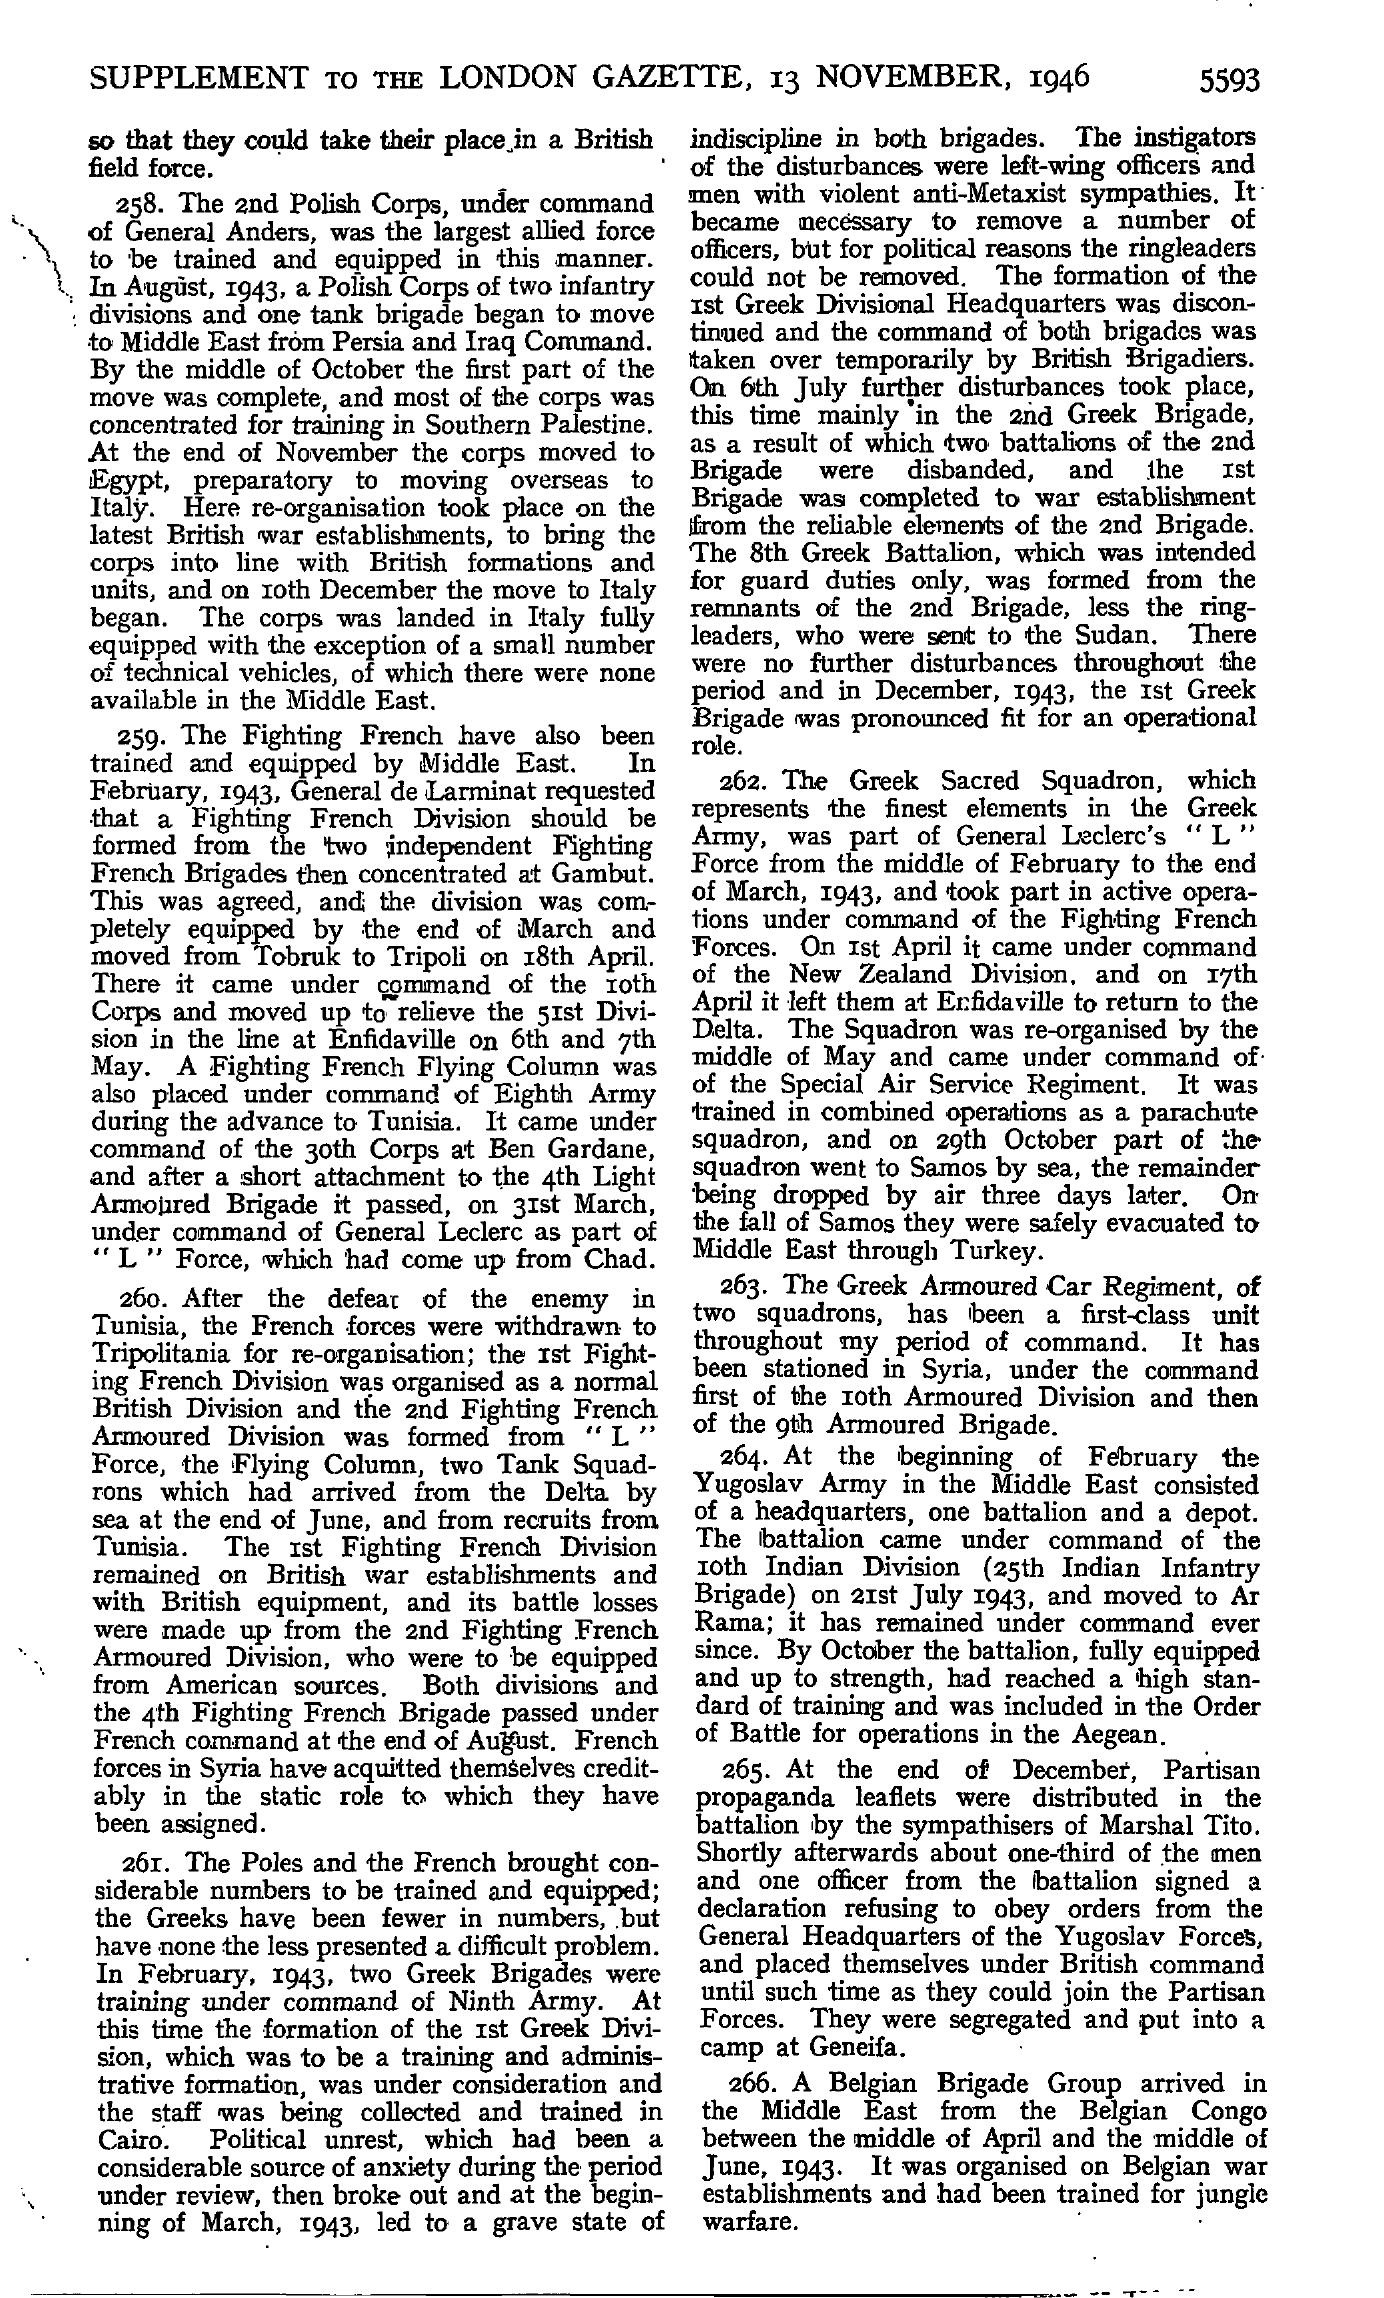 SUPPLEMENT TO THE LONDON GAZETTE, 13 NOVEMBER, 1946 5593
so that they could take their place in a British
field force.
258. The 2nd Polish Corps, under command
of General Anders, was the largest allied force
to be trained and equipped in this manner.
In August, 1943, a Polish Corps of two infantry
divisions and one tank brigade began to move
to Middle East from Persia and Iraq Command.
By the middle of October the first part of the
move was complete, and most of the corps was
concentrated for training in Southern Palestine.
At the end of November the corps moved to
Egypt, preparatory to moving overseas to
Italy. Here re-organisation took place on the
latest British war establishments, to bring the
corps into line with British formations and
units, and on 10th December the move to Italy
began. The corps was landed in Italy fully
equipped with the exception of a small number
of technical vehicles, of which there were none
available in the Middle East.
259. The Fighting French have also been
trained and equipped by Middle East. In
February, 1943, General de Larminat requested
that a Fighting French Division should be
formed from the two independent Fighting
French Brigades then concentrated at Gambut.
This was agreed, and the division was com-
pletely equipped by the end of March and
moved from Tobruk to Tripoli on 18th April.
There it came under command of the 10th
Corps and moved up to relieve the 51st Divi-
sion in the line at Enfidaville on 6th and 7th
May. A Fighting French Flying Column was
also placed under command of Eighth Army
during the advance to Tunisia. It came under
command of the 30th Corps at Ben Gardane,
and after a short attachment to the 4th Light
Armoured Brigade it passed, on 31st March,
under command of General Leclerc as part of
" L " Force, which had come up from Chad.
260. After the defeat of the enemy in
Tunisia, the French forces were withdrawn to
Tripolitania for re-organisation; the 1st Fight-
ing French Division was organised as a normal
British Division and the 2nd Fighting French
Armoured Division was formed from " L "
Force, the Flying Column, two Tank Squad-
rons which had arrived from the Delta by
sea at the end of June, and from recruits from
Tunisia. The 1st Fighting French Division
remained on British war establishments and
with British equipment, and its battle losses
were made up from the 2nd Fighting French
Armoured Division, who were to be equipped
from American sources. Both divisions and
the 4th Fighting French Brigade passed under
French command at the end of August. French
forces in Syria have acquitted themselves credit-
ably in the static role to which they have
been assigned.
261. The Poles and the French brought con-
siderable numbers to be trained and equipped;
the Greeks have been fewer in numbers, but
have none the less presented a difficult problem.
In February, 1943, two Greek Brigades were
training under command of Ninth Army. At
this time the formation of the 1st Greek Divi-
sion, which was to be a training and adminis-
trative formation, was under consideration and
the staff was being collected and trained in
Cairo. Political unrest, which had been a
considerable source of anxiety during the period
under review, then broke out and at the begin-
ning of March, 1943, led to a grave state of
indiscipline in both brigades. The instigators
of the disturbances were left-wing officers and
men with violent anti-Metaxist sympathies. It
became necessary to remove a number of
officers, but for political reasons the ringleaders
could not be removed. The formation of the
1st Greek Divisional Headquarters was discon-
tinued and the command of both brigades was
taken over temporarily by British Brigadiers.
On 6th July further disturbances took place,
this time mainly in the 2nd Greek Brigade,
as a result of which two battalions of the 2nd
Brigade were disbanded, and the 1st
Brigade was completed to war establishment
from the reliable elements of the 2nd Brigade.
The 8th Greek Battalion, which was intended
for guard duties only, was formed from the
remnants of the 2nd Brigade, less the ring-
leaders, who were sent to the Sudan. There
were no further disturbances throughout the
period and in December, 1943, the 1st Greek
Brigade was pronounced fit for an operational
role.
262. The Greek Sacred Squadron, which
represents the finest elements in the Greek
Army, was part of General Leclerc's " L "
Force from the middle of February to the end
of March, 1943, and took part in active opera-
tions under command of the Fighting French
Forces. On 1st April it came under command
of the New Zealand Division, and on 17th
April it left them at Enfidaville to return to the
Delta. The Squadron was re-organised by the
middle of May and came under command of
of the Special Air Service Regiment. It was
trained in combined operations as a parachute
squadron, and on 29th October part of the
squadron went to Samos by sea, the remainder
being dropped by air three days later. On
the fall of Samos they were safely evacuated to
Middle East through Turkey.
263. The Greek Armoured Car Regiment, of
two squadrons, has been a first-class unit
throughout my period of command. It has
been stationed in Syria, under the command
first of the 10th Armoured Division and then
of the 9th Armoured Brigade.
264. At the beginning of February the
Yugoslav Army in the Middle East consisted
of a headquarters, one battalion and a depot.
The battalion came under command of the
10th Indian Division (25th Indian Infantry
Brigade) on 21st July 1943, and moved to Ar
Rama; it has remained under command ever
since. By October the battalion, fully equipped
and up to strength, had reached a high stan-
dard of training and was included in the Order
of Battle for operations in the Aegean.
265. At the end of December, Partisan
propaganda leaflets were distributed in the
battalion by the sympathisers of Marshal Tito.
Shortly afterwards about one-third of the men
and one officer from the battalion signed a
declaration refusing to obey orders from the
General Headquarters of the Yugoslav Forces,
and placed themselves under British command
until such time as they could join the Partisan
Forces. They were segregated and put into a
camp at Geneifa.
266. A Belgian Brigade Group arrived in
the Middle East from the Belgian Congo
between the middle of April and the middle of
June, 1943. It was organised on Belgian war
establishments and had been trained for jungle
warfare.